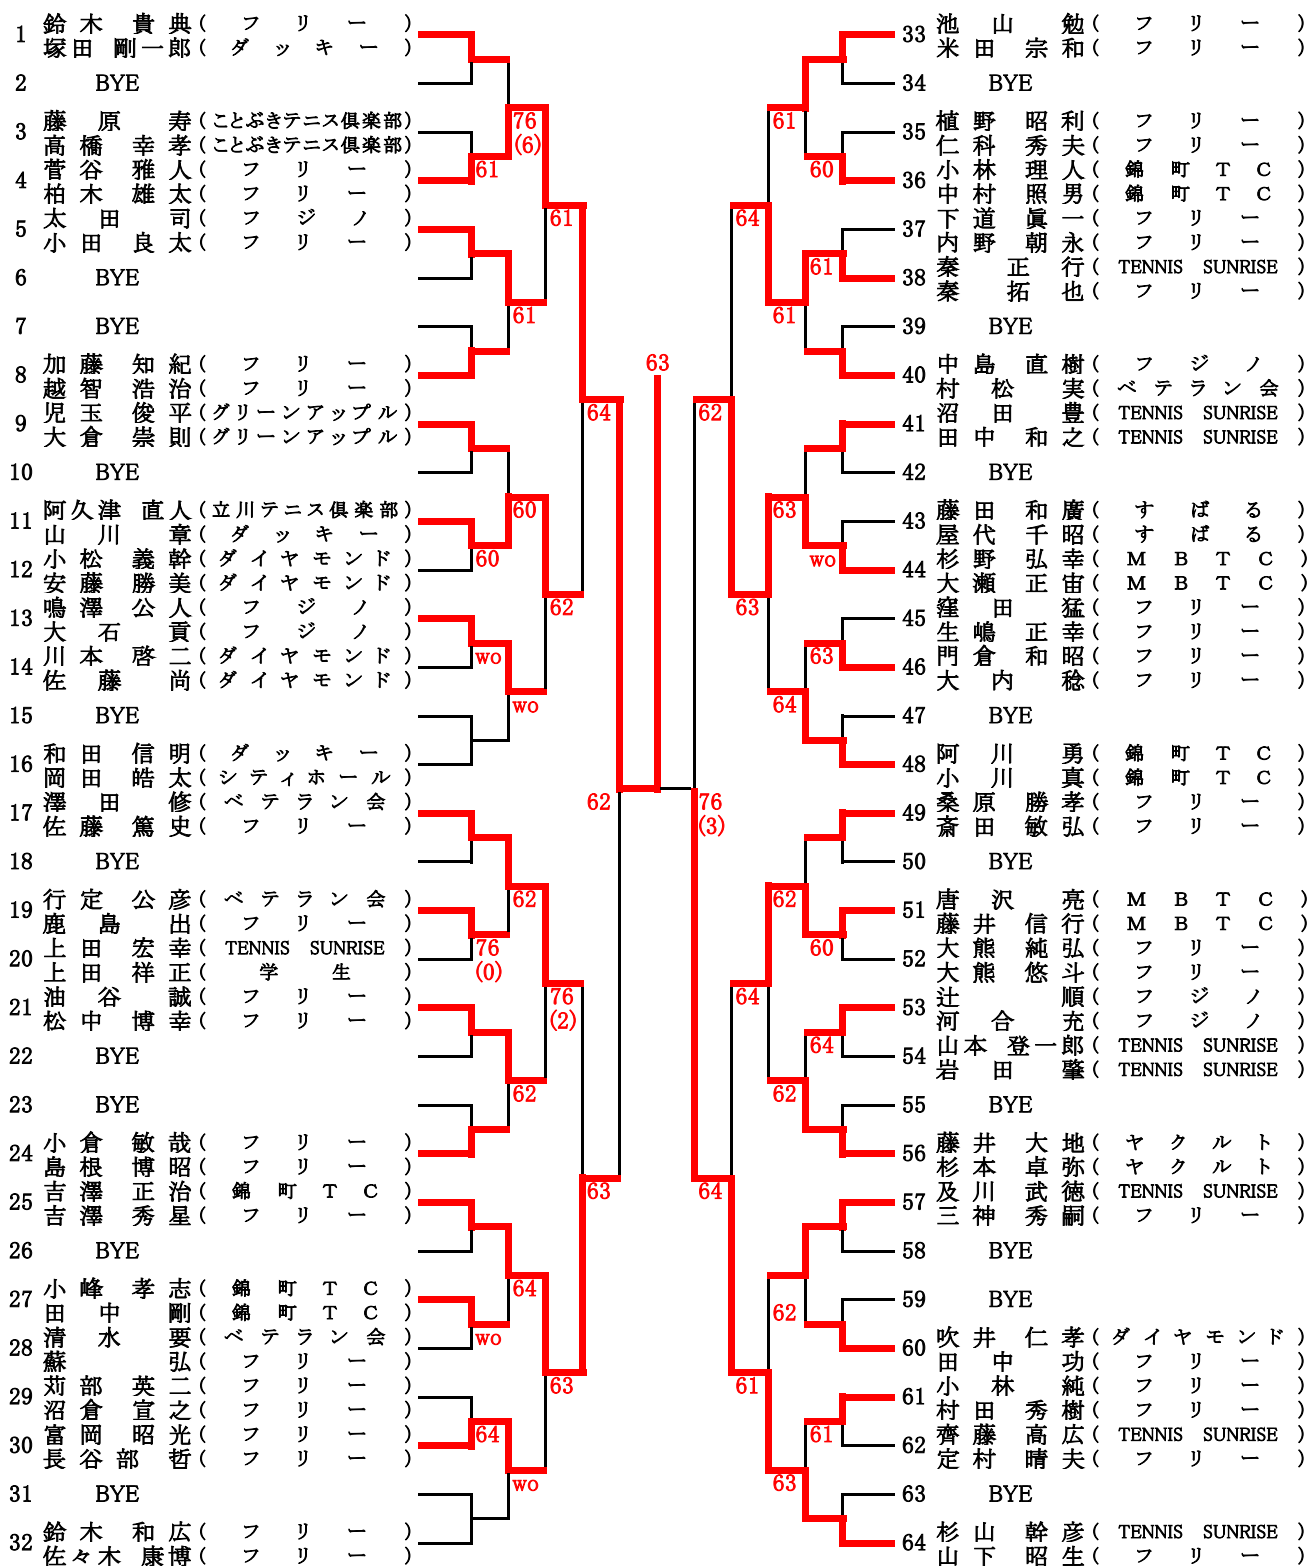 1 鈴木貴典(フリー)
塚田剛一郎(ダッキー)
2 BYE
3 藤原寿(ことぶきテニス倶楽部)
高橋幸孝(ことぶきテニス倶楽部)
4 菅谷雅人(フリー)
柏木雄太(フリー)
5 太田司(フジノ)
小田良太(フリー)
6 BYE
7 BYE
8 加藤知紀(フリー)
越智浩治(フリー)
9 児玉俊平(グリーンアップル)
大倉崇則(グリーンアップル)
10 BYE
11 阿久津直人(立川テニス倶楽部)
山川章(ダッキー)
12 小松義幹(ダイヤモンド)
安藤勝美(ダイヤモンド)
13 鳴澤公人(フジノ)
大石貢(フジノ)
14 川本啓二(ダイヤモンド)
佐藤尚(ダイヤモンド)
15 BYE
16 和田信明(ダッキー)
岡田皓太(シティホール)
17 澤田修(ベテラン会)
佐藤篤史(フリー)
18 BYE
19 行定公彦(ベテラン会)
鹿島出(フリー)
20 上田宏幸(TENNIS SUNRISE)
上田祥正(学生)
21 油谷誠(フリー)
松中博幸(フリー)
22 BYE
23 BYE
24 小倉敏哉(フリー)
島根博昭(フリー)
25 吉澤正治(錦町TC)
吉澤秀星(フリー)
26 BYE
27 小峰孝志(錦町TC)
田中剛(錦町TC)
28 清水要(ベテラン会)
蘇弘(フリー)
29 苅部英二(フリー)
沼倉宣之(フリー)
30 富岡昭光(フリー)
長谷部哲(フリー)
31 BYE
32 鈴木和広(フリー)
佐々木康博(フリー)
61
60
wo
76
(0)
wo
64
76
(6)
61
60
wo
62
62
64
wo
61
62
76
(2)
63
64
63
62
63
76
(3)
62
64
64
63
64
61
61
61
63
64
62
62
62
63
60
61
wo
63
60
64
61
33 池山勉(フリー)
米田宗和(フリー)
34 BYE
35 植野昭利(フリー)
仁科秀夫(フリー)
36 小林理人(錦町TC)
中村照男(錦町TC)
37 下道眞一(フリー)
内野朝永(フリー)
38 秦正行(TENNIS SUNRISE)
秦拓也(フリー)
39 BYE
40 中島直樹(フジノ)
村松実(ベテラン会)
41 沼田豊(TENNIS SUNRISE)
田中和之(TENNIS SUNRISE)
42 BYE
43 藤田和廣(すばる)
屋代千昭(すばる)
44 杉野弘幸(MBTC)
大瀬正宙(MBTC)
45 窪田猛(フリー)
生嶋正幸(フリー)
46 門倉和昭(フリー)
大内稔(フリー)
47 BYE
48 阿川勇(錦町TC)
小川真(錦町TC)
49 桑原勝孝(フリー)
斎田敏弘(フリー)
50 BYE
51 唐沢亮(MBTC)
藤井信行(MBTC)
52 大熊純弘(フリー)
大熊悠斗(フリー)
53 辻順(フジノ)
河合充(フジノ)
54 山本登一郎(TENNIS SUNRISE)
岩田肇(TENNIS SUNRISE)
55 BYE
56 藤井大地(ヤクルト)
杉本卓弥(ヤクルト)
57 及川武徳(TENNIS SUNRISE)
三神秀嗣(フリー)
58 BYE
59 BYE
60 吹井仁孝(ダイヤモンド)
田中功(フリー)
61 小林純(フリー)
村田秀樹(フリー)
62 齊藤高広(TENNIS SUNRISE)
定村晴夫(フリー)
63 BYE
64 杉山幹彦(TENNIS SUNRISE)
山下昭生(フリー)